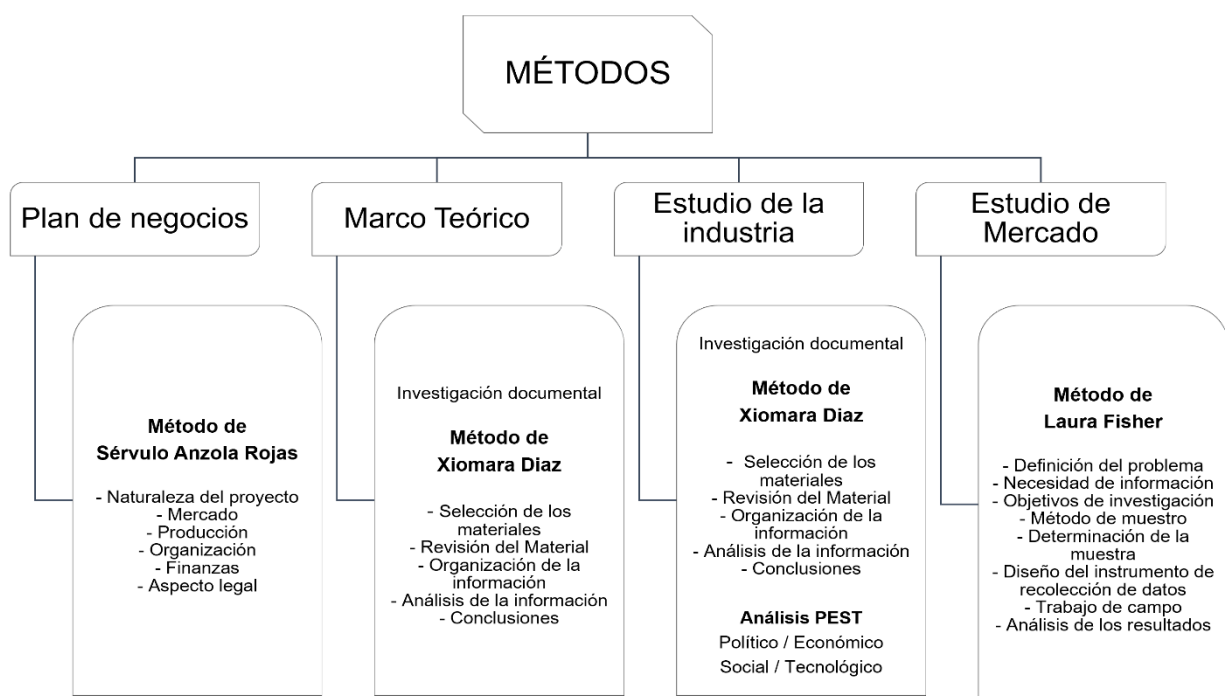 MÉTODOS
Plan de negocios
Marco Teórico
Estudio de la
industria
Estudio de
Mercado
Método de
Sérvulo Anzola Rojas
- Naturaleza del proyecto
- Mercado
- Producción
- Organización
- Finanzas
- Aspecto legal
Investigación documental
Método de
Xiomara Diaz
- Selección de los
materiales
- Revisión del Material
- Organización de la
información
- Análisis de la información
- Conclusiones
Investigación documental
Método de
Xiomara Diaz
- Selección de los
materiales
- Revisión del Material
- Organización de la
información
- Análisis de la información
- Conclusiones
Análisis PEST
Político / Económico
Social / Tecnológico
Método de
Laura Fisher
- Definición del problema
- Necesidad de información
- Objetivos de investigación
- Método de muestro
- Determinación de la
muestra
- Diseño del instrumento de
recolección de datos
- Trabajo de campo
- Análisis de los resultados